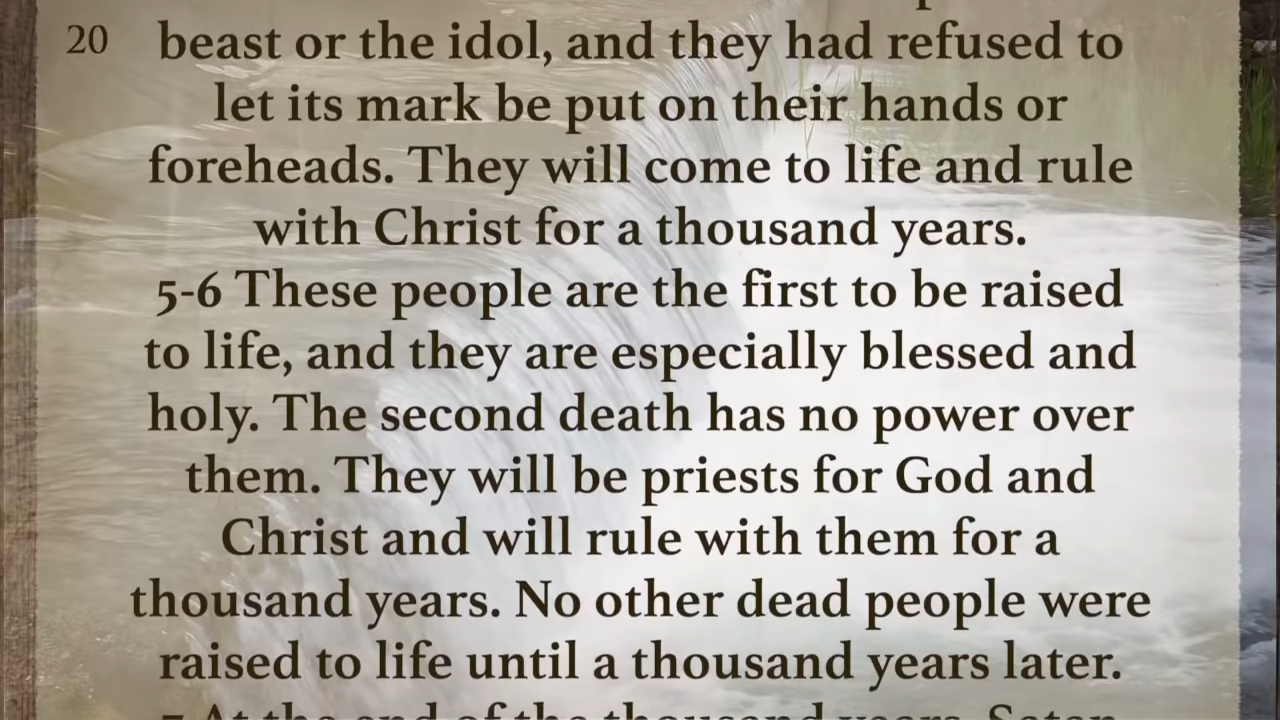 20 beast or the idol, and they had refused to
let its mark be put on their hands or
foreheads. They will come to life and rule
with Christ for a thousand years.
5-6 These people are the first to be raised
to life, and they are especially blessed and
holy. The second death has no power over
them. They will be priests for God and
Christ and will rule with them for a
thousand years. No other dead people were
raised to life until a thousand years later.
7 At the end of the thousand years, Satan